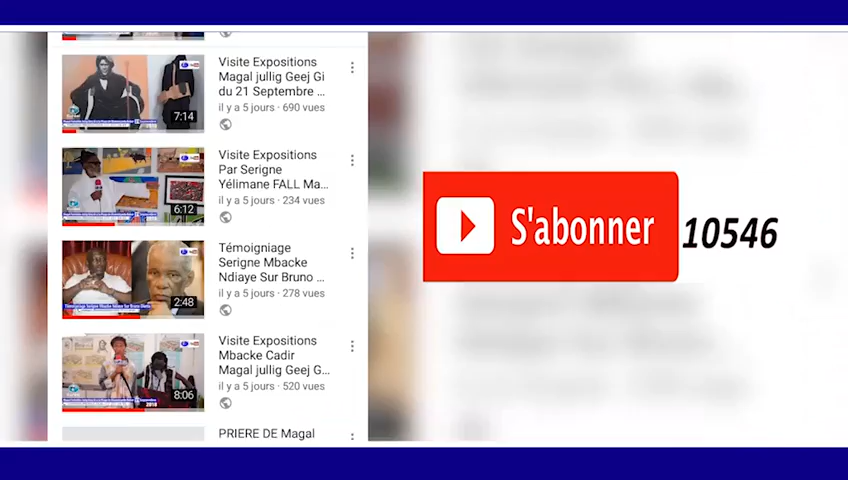 Visite Expositions
Magal jullig Geej Gi
du 21 Septembre ...
il y a 5 jours · 690 vues
7:14
Visite Expositions
Par Serigne
Yélimane FALL Ma...
il y a 5 jours · 234 vues
6:12
Témoignage
Serigne Mbacke
Ndiaye Sur Bruno ...
il y a 5 jours · 278 vues
2:48
Visite Expositions
Mbacke Cadir
Magal jullig Geej G...
il y a 5 jours · 520 vues
8:06
PRIERE DE Magal
S'abonner
10546